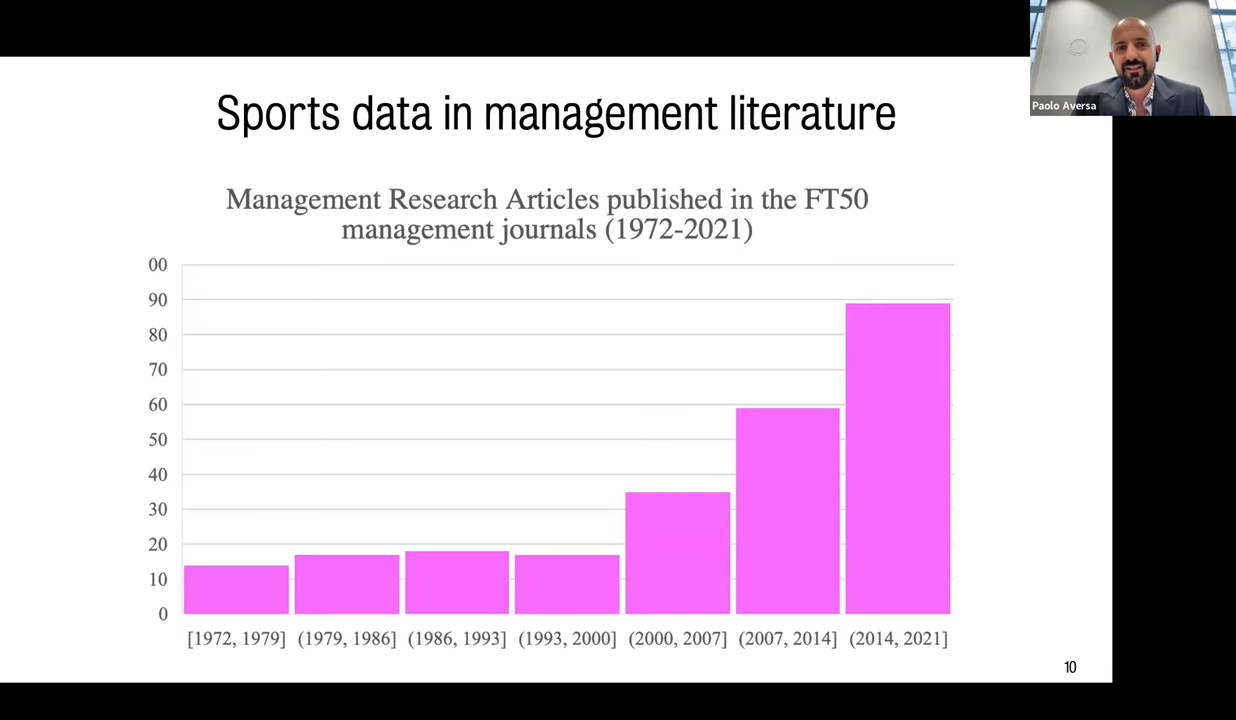 Paolo Aversa
Sports data in management literature
Management Research Articles published in the FT50
management journals (1972-2021)
00
90
80
70
60
50
40
30
20
10
0
[1972, 1979] (1979, 1986] (1986, 1993] (1993, 2000] (2000, 2007] (2007, 2014] (2014, 2021]
10